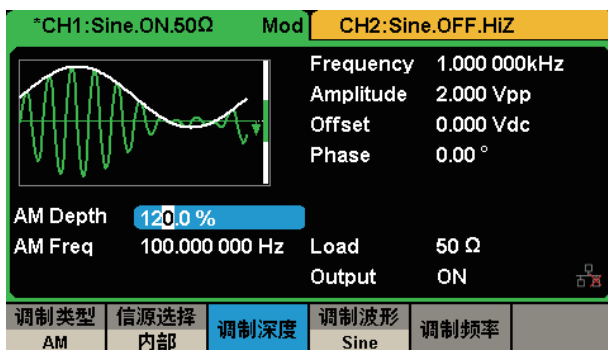 *CH1:Sine.ON.50Ω Mod CH2:Sine.OFF.HiZ
Frequency 1.000 000kHz
Amplitude 2.000 Vpp
Offset 0.000 Vdc
Phase 0.00 °
AM Depth 120.0 %
AM Freq 100.000 000 Hz Load 50 Ω
Output ON
调制类型 信源选择 调制深度 调制波形 调制频率
AM 内部 Sine